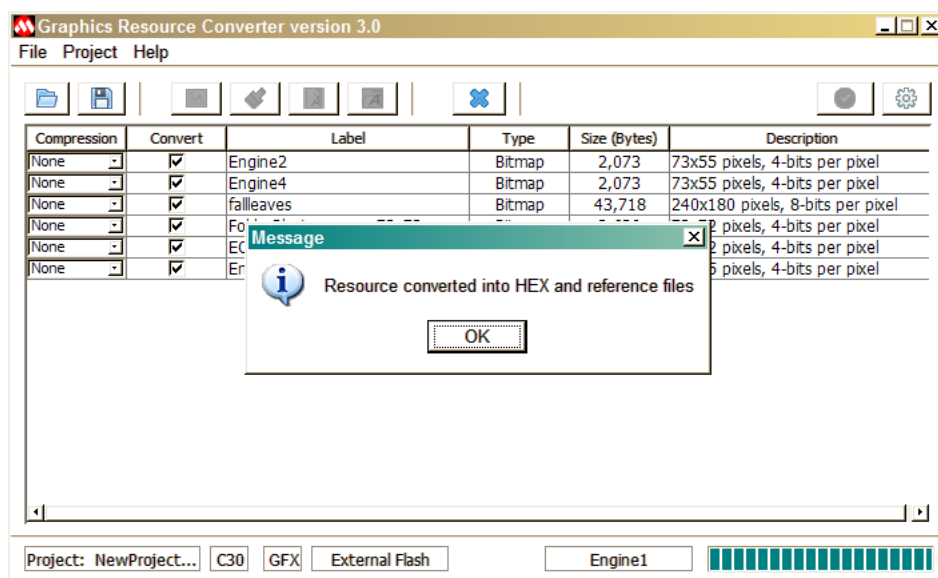 Graphics Resource Converter version 3.0
File Project Help
Compression Convert Label Type Size (Bytes) Description
None Engine2 Bitmap 2,073 73x55 pixels, 4-bits per pixel
None Engine4 Bitmap 2,073 73x55 pixels, 4-bits per pixel
None fallleaves Bitmap 43,718 240x180 pixels, 8-bits per pixel
None pixels, 4-bits per pixel
None pixels, 4-bits per pixel
None pixels, 4-bits per pixel
Message
Resource converted into HEX and reference files
OK
Project: NewProject... C30 GFX External Flash Engine1